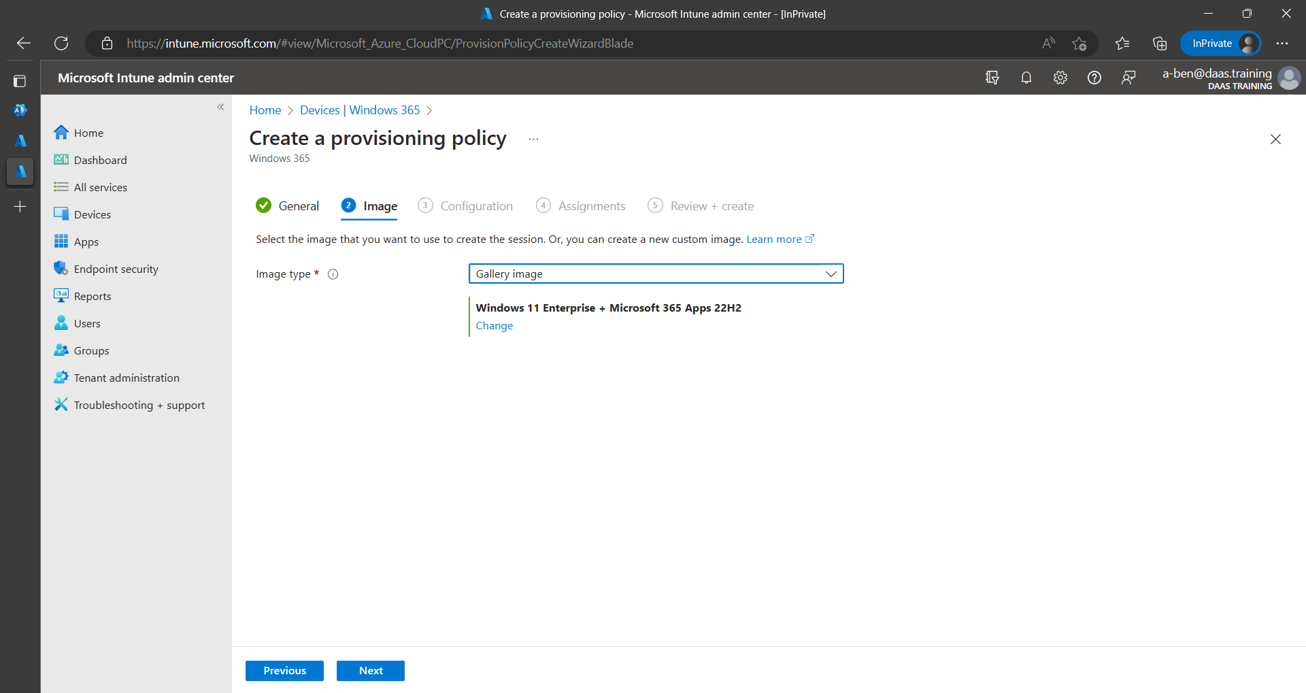 Create a provisioning policy - Microsoft Intune admin center - [InPrivate]
https://intune.microsoft.com/#view/Microsoft_Azure_CloudPC/ProvisionPolicyCreateWizardBlade
InPrivate
Microsoft Intune admin center
a-ben@daas.training
DAAS TRAINING
Home
Dashboard
All services
Devices
Apps
Endpoint security
Reports
Users
Groups
Tenant administration
Troubleshooting + support
Home > Devices | Windows 365 >
Create a provisioning policy ...
Windows 365
General 2 Image 3 Configuration 4 Assignments 5 Review + create
Select the image that you want to use to create the session. Or, you can create a new custom image. Learn more
Image type * Gallery image
Windows 11 Enterprise + Microsoft 365 Apps 22H2
Change
Previous Next